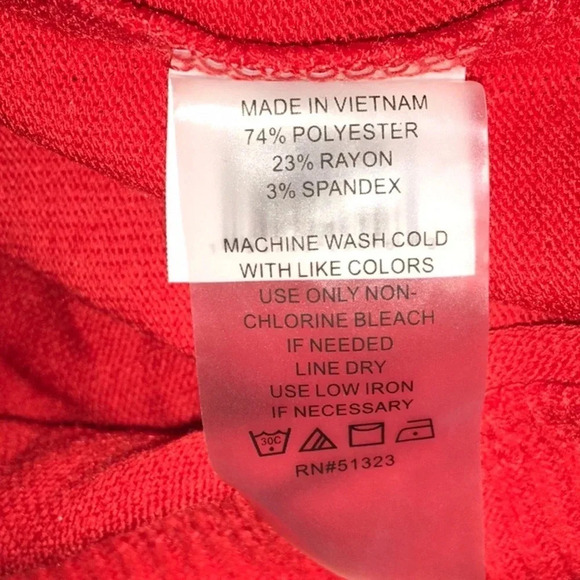 MADE IN VIETNAM
74% POLYESTER
23% RAYON
3% SPANDEX
MACHINE WASH COLD
WITH LIKE COLORS
USE ONLY NON-
CHLORINE BLEACH
IF NEEDED
LINE DRY
USE LOW IRON
IF NECESSARY
30C
RN#51323